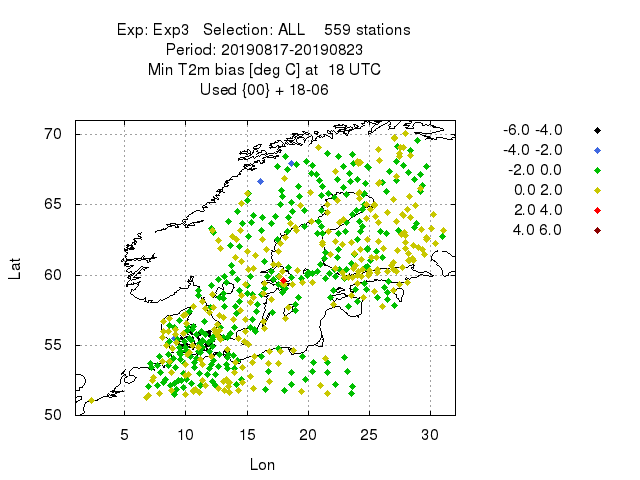 Exp: Exp3 Selection: ALL 559 stations
Period: 20190817-20190823
Min T2m bias [deg C] at 18 UTC
Used {00} + 18-06
-6.0 -4.0
-4.0 -2.0
-2.0 0.0
0.0 2.0
2.0 4.0
4.0 6.0
70
65
60
55
50
Lat
5 10 15 20 25 30
Lon